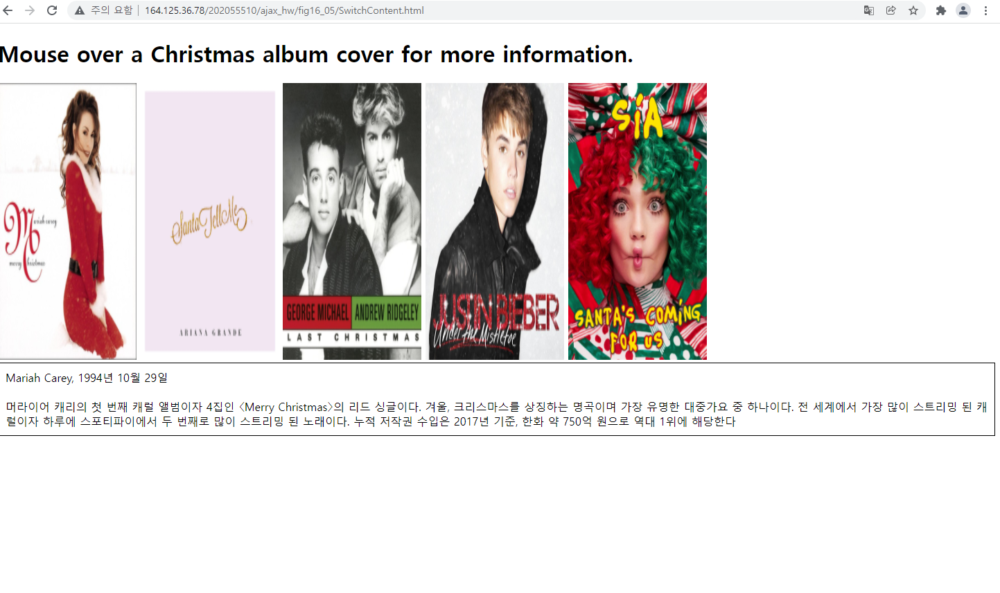 주의 요함 164.125.36.78/202055510/ajax_hw/fig16_05/SwitchContent.html
Mouse over a Christmas album cover for more information.
Mariah carey
merry Christmas
Santa Tell Me
ARIANA GRANDE
GEORGE MICHAEL ANDREW RIDGELEY
LAST CHRISTMAS
JUSTIN BIEBER
Under the Mistletoe
SIA
SANTA'S COMING
FOR US
Mariah Carey, 1994년 10월 29일
머라이어 캐리의 첫 번째 캐럴 앨범이자 4집인 〈Merry Christmas〉의 리드 싱글이다. 겨울, 크리스마스를 상징하는 명곡이며 가장 유명한 대중가요 중 하나이다. 전 세계에서 가장 많이 스트리밍 된 캐
럴이자 하루에 스포티파이에서 두 번째로 많이 스트리밍 된 노래이다. 누적 저작권 수입은 2017년 기준, 한화 약 750억 원으로 역대 1위에 해당한다